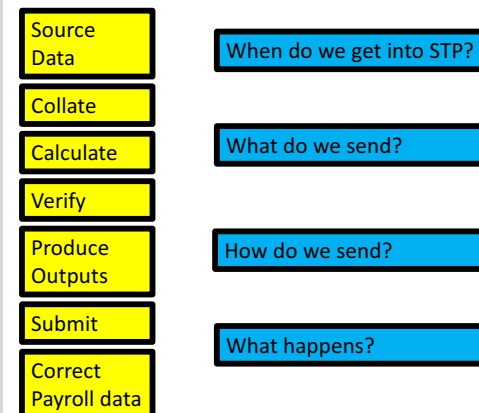 Source
Data
Collate
Calculate
Verify
Produce
Outputs
Submit
Correct
Payroll data
When do we get into STP?
What do we send?
How do we send?
What happens?